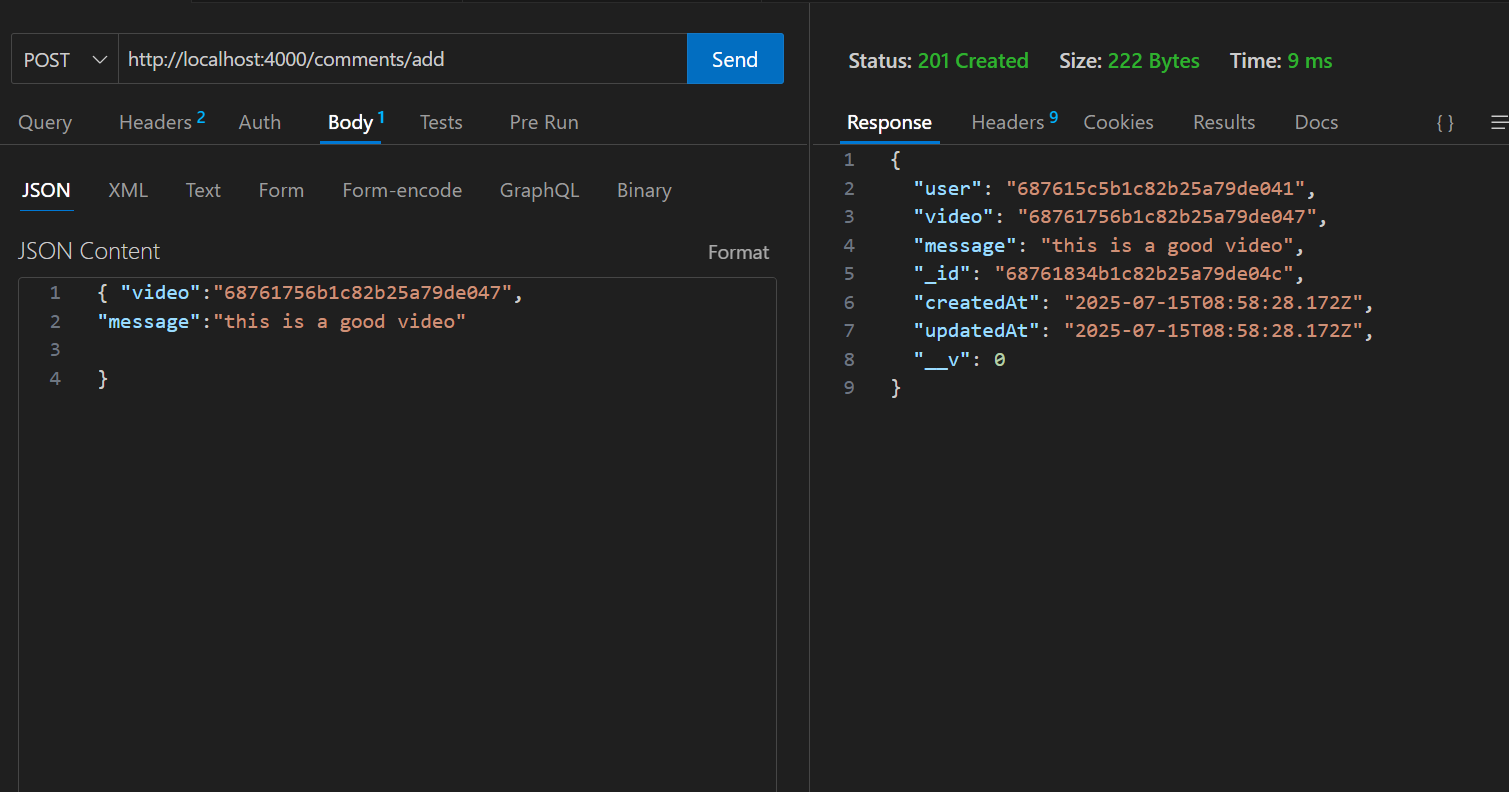 POST http://localhost:4000/comments/add Send
Query Headers 2 Auth Body 1 Tests Pre Run
JSON XML Text Form Form-encode GraphQL Binary
JSON Content Format
1 { "video":"68761756b1c82b25a79de047",
2 "message":"this is a good video"
3
4 }
Status: 201 Created Size: 222 Bytes Time: 9 ms
Response Headers 9 Cookies Results Docs { }
1 {
2 "user": "687615c5b1c82b25a79de041",
3 "video": "68761756b1c82b25a79de047",
4 "message": "this is a good video",
5 "_id": "68761834b1c82b25a79de04c",
6 "createdAt": "2025-07-15T08:58:28.172Z",
7 "updatedAt": "2025-07-15T08:58:28.172Z",
8 "__v": 0
9 }